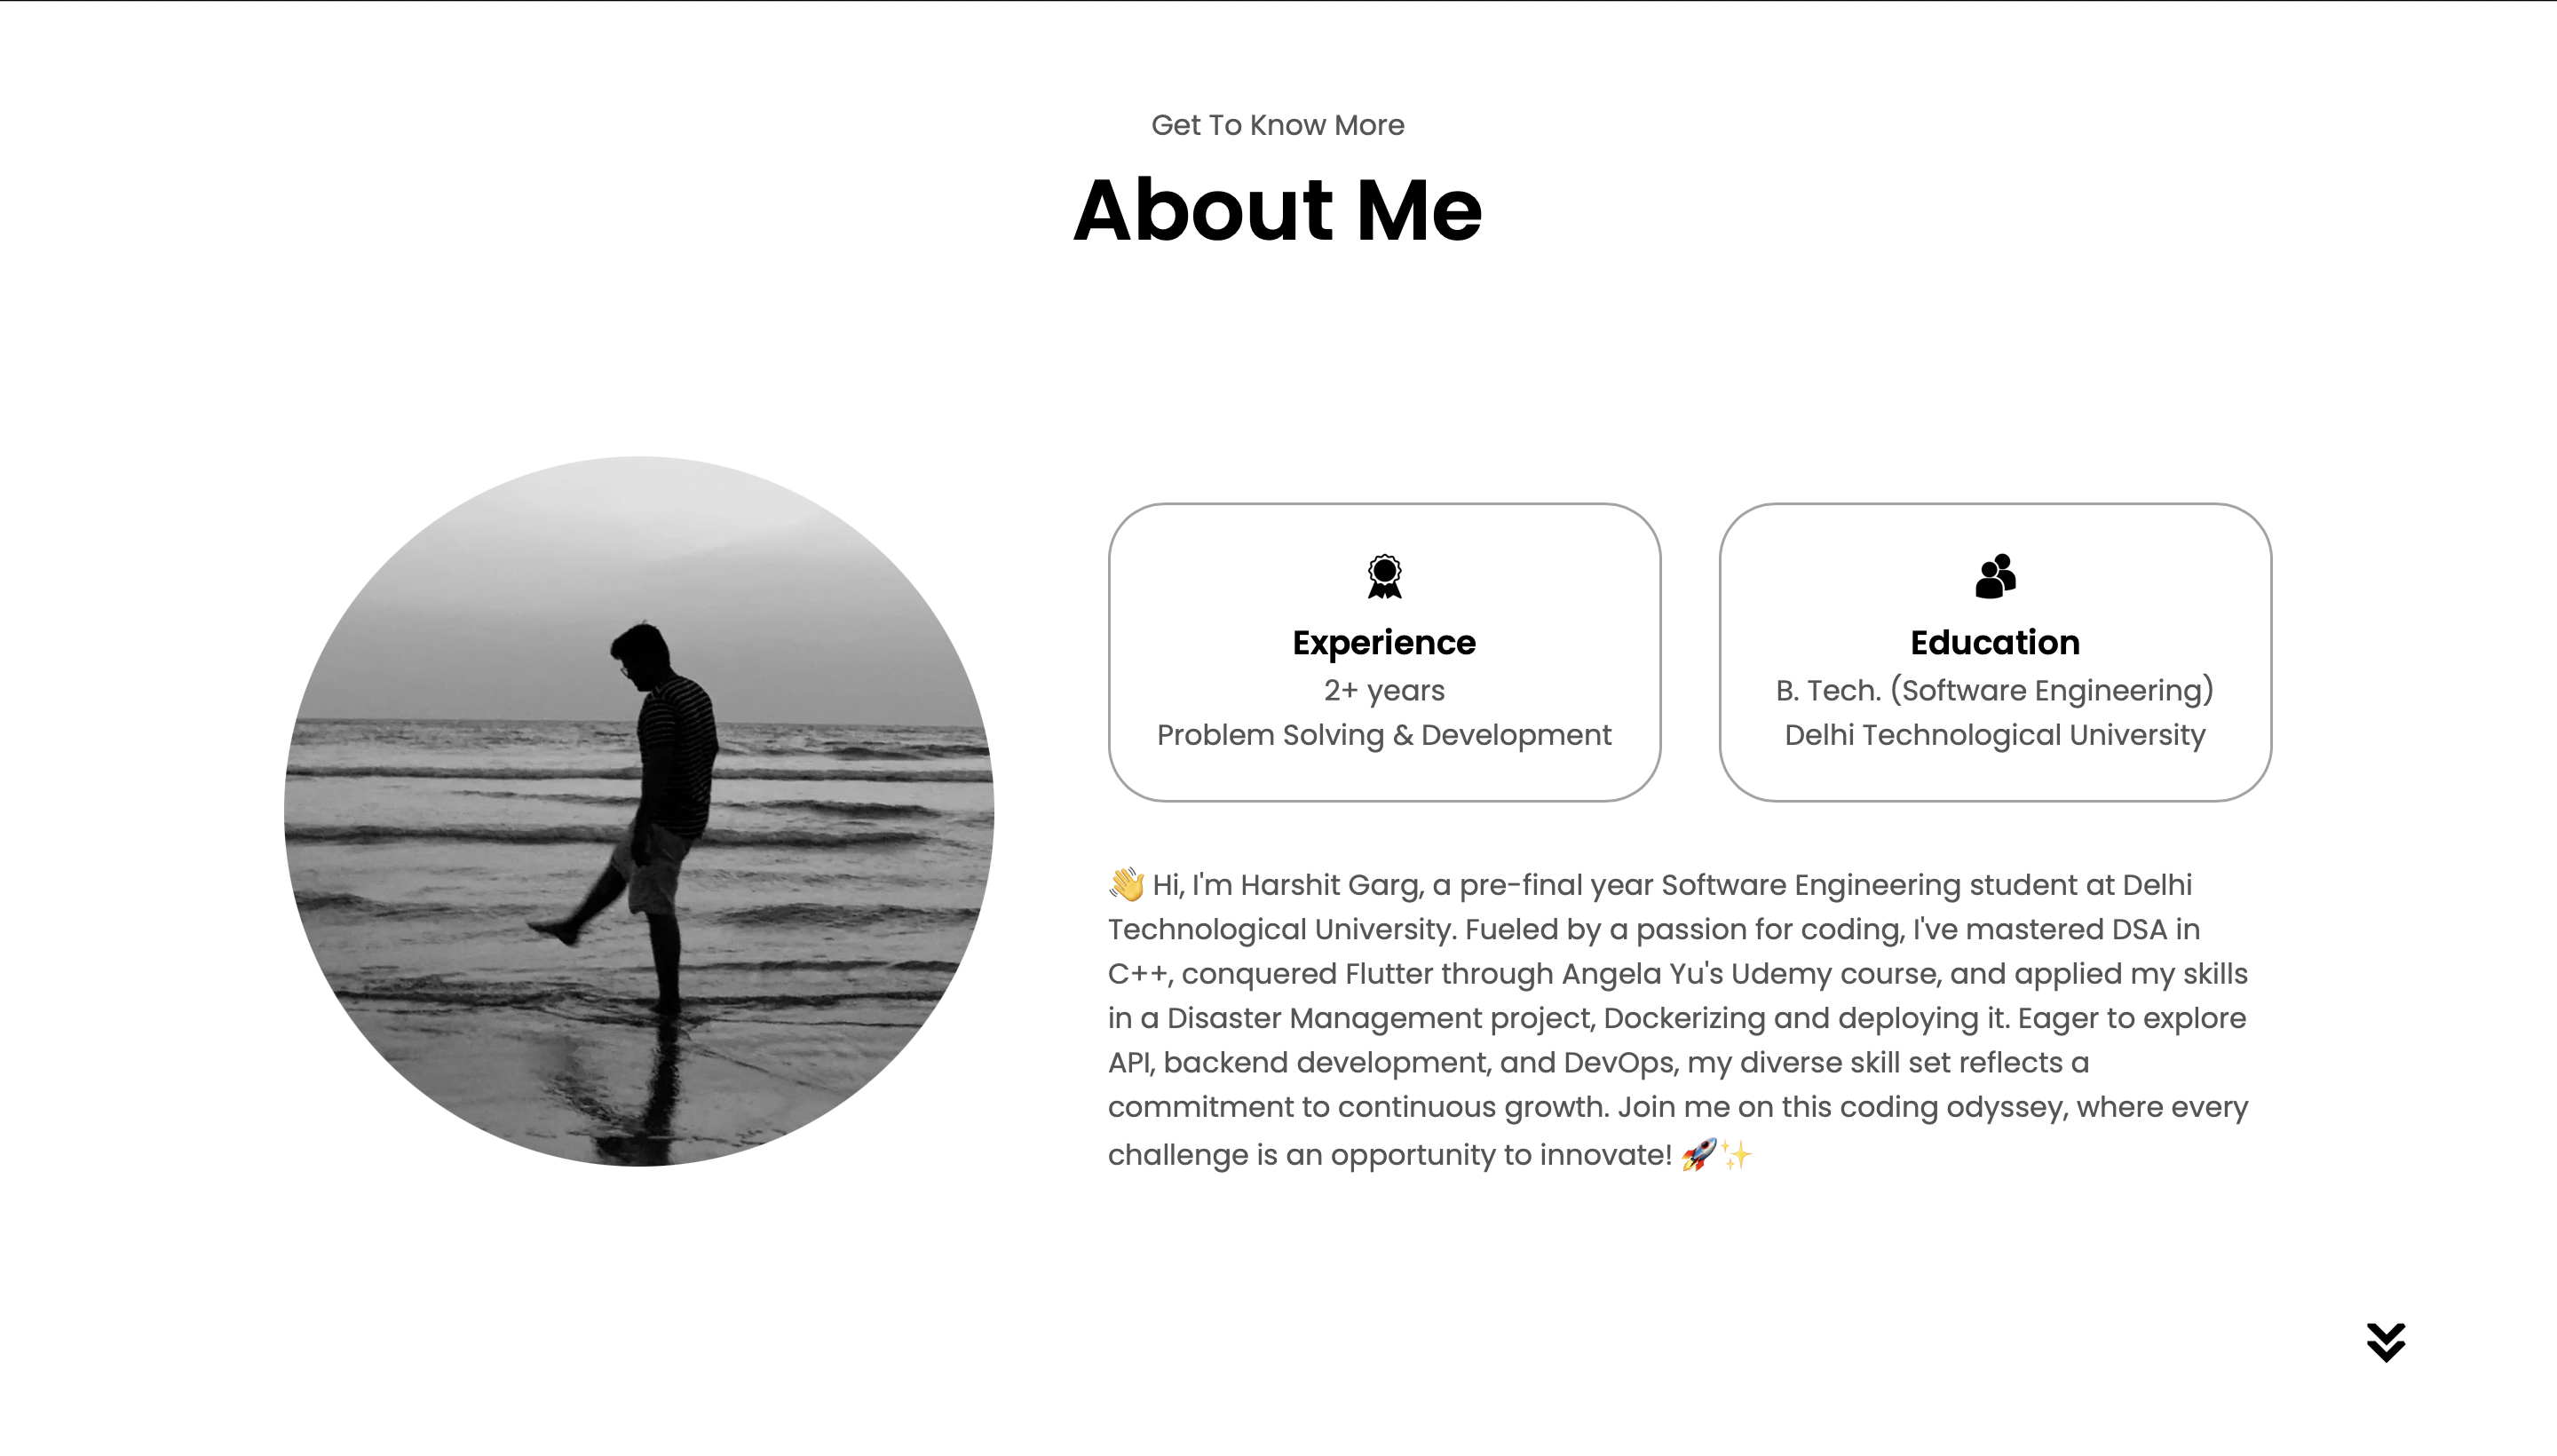 Get To Know More
About Me
Experience
2+ years
Problem Solving & Development
Education
B. Tech. (Software Engineering)
Delhi Technological University
👋 Hi, I'm Harshit Garg, a pre-final year Software Engineering student at Delhi
Technological University. Fueled by a passion for coding, I've mastered DSA in
C++, conquered Flutter through Angela Yu's Udemy course, and applied my skills
in a Disaster Management project, Dockerizing and deploying it. Eager to explore
API, backend development, and DevOps, my diverse skill set reflects a
commitment to continuous growth. Join me on this coding odyssey, where every
challenge is an opportunity to innovate! 🚀✨